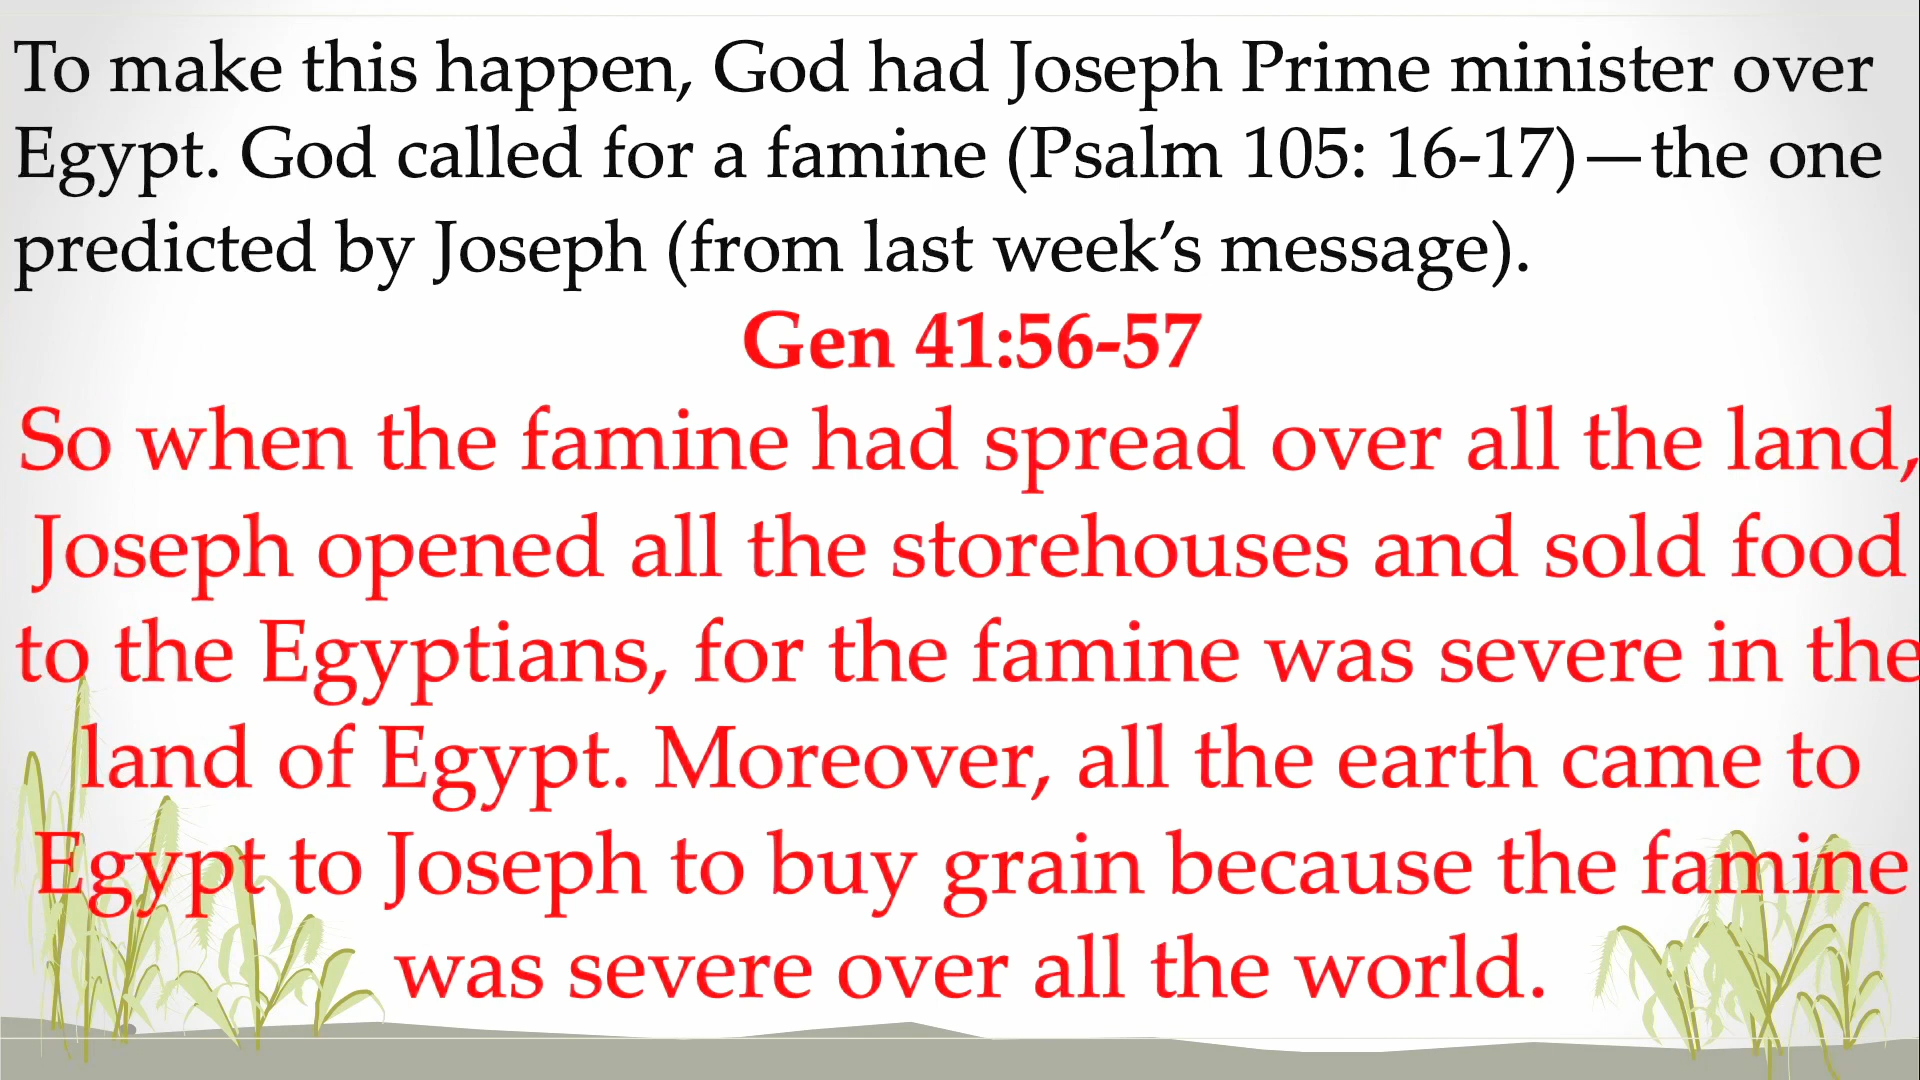 To make this happen, God had Joseph Prime minister over
Egypt. God called for a famine (Psalm 105: 16-17)—the one
predicted by Joseph (from last week’s message).
Gen 41:56-57
So when the famine had spread over all the land,
Joseph opened all the storehouses and sold food
to the Egyptians, for the famine was severe in the
land of Egypt. Moreover, all the earth came to
Egypt to Joseph to buy grain because the famine
was severe over all the world.